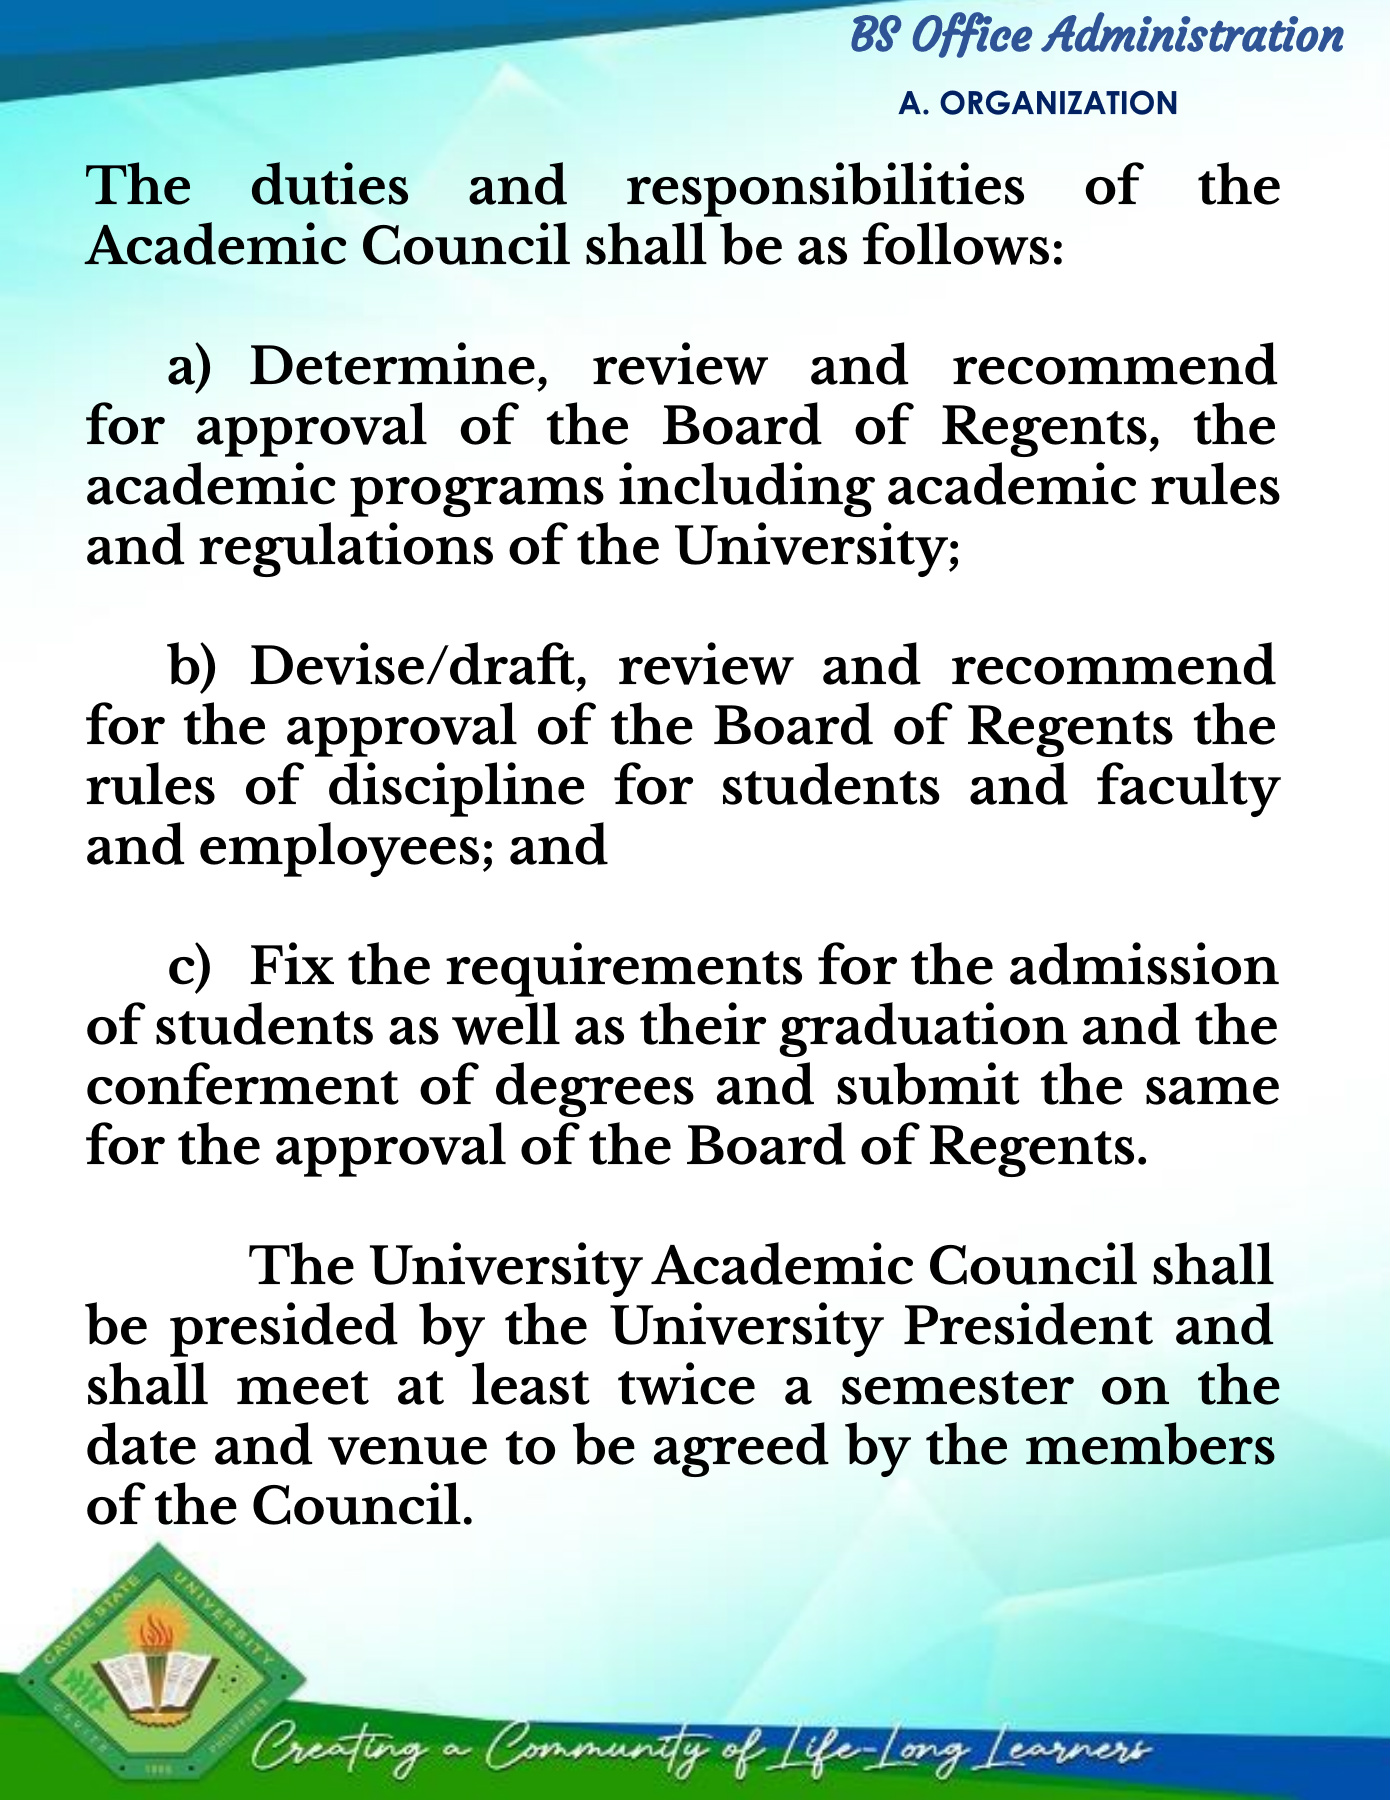 BS Office Administration
A. ORGANIZATION
The duties and responsibilities of the
Academic Council shall be as follows:
a) Determine, review and recommend
for approval of the Board of Regents, the
academic programs including academic rules
and regulations of the University;
b) Devise/draft, review and recommend
for the approval of the Board of Regents the
rules of discipline for students and faculty
and employees; and
c) Fix the requirements for the admission
of students as well as their graduation and the
conferment of degrees and submit the same
for the approval of the Board of Regents.
The University Academic Council shall
be presided by the University President and
shall meet at least twice a semester on the
date and venue to be agreed by the members
of the Council.
CAVITE STATE UNIVERSITY
CAVITE
PHILIPPINES
1906
Creating a Community of Life-Long Learners